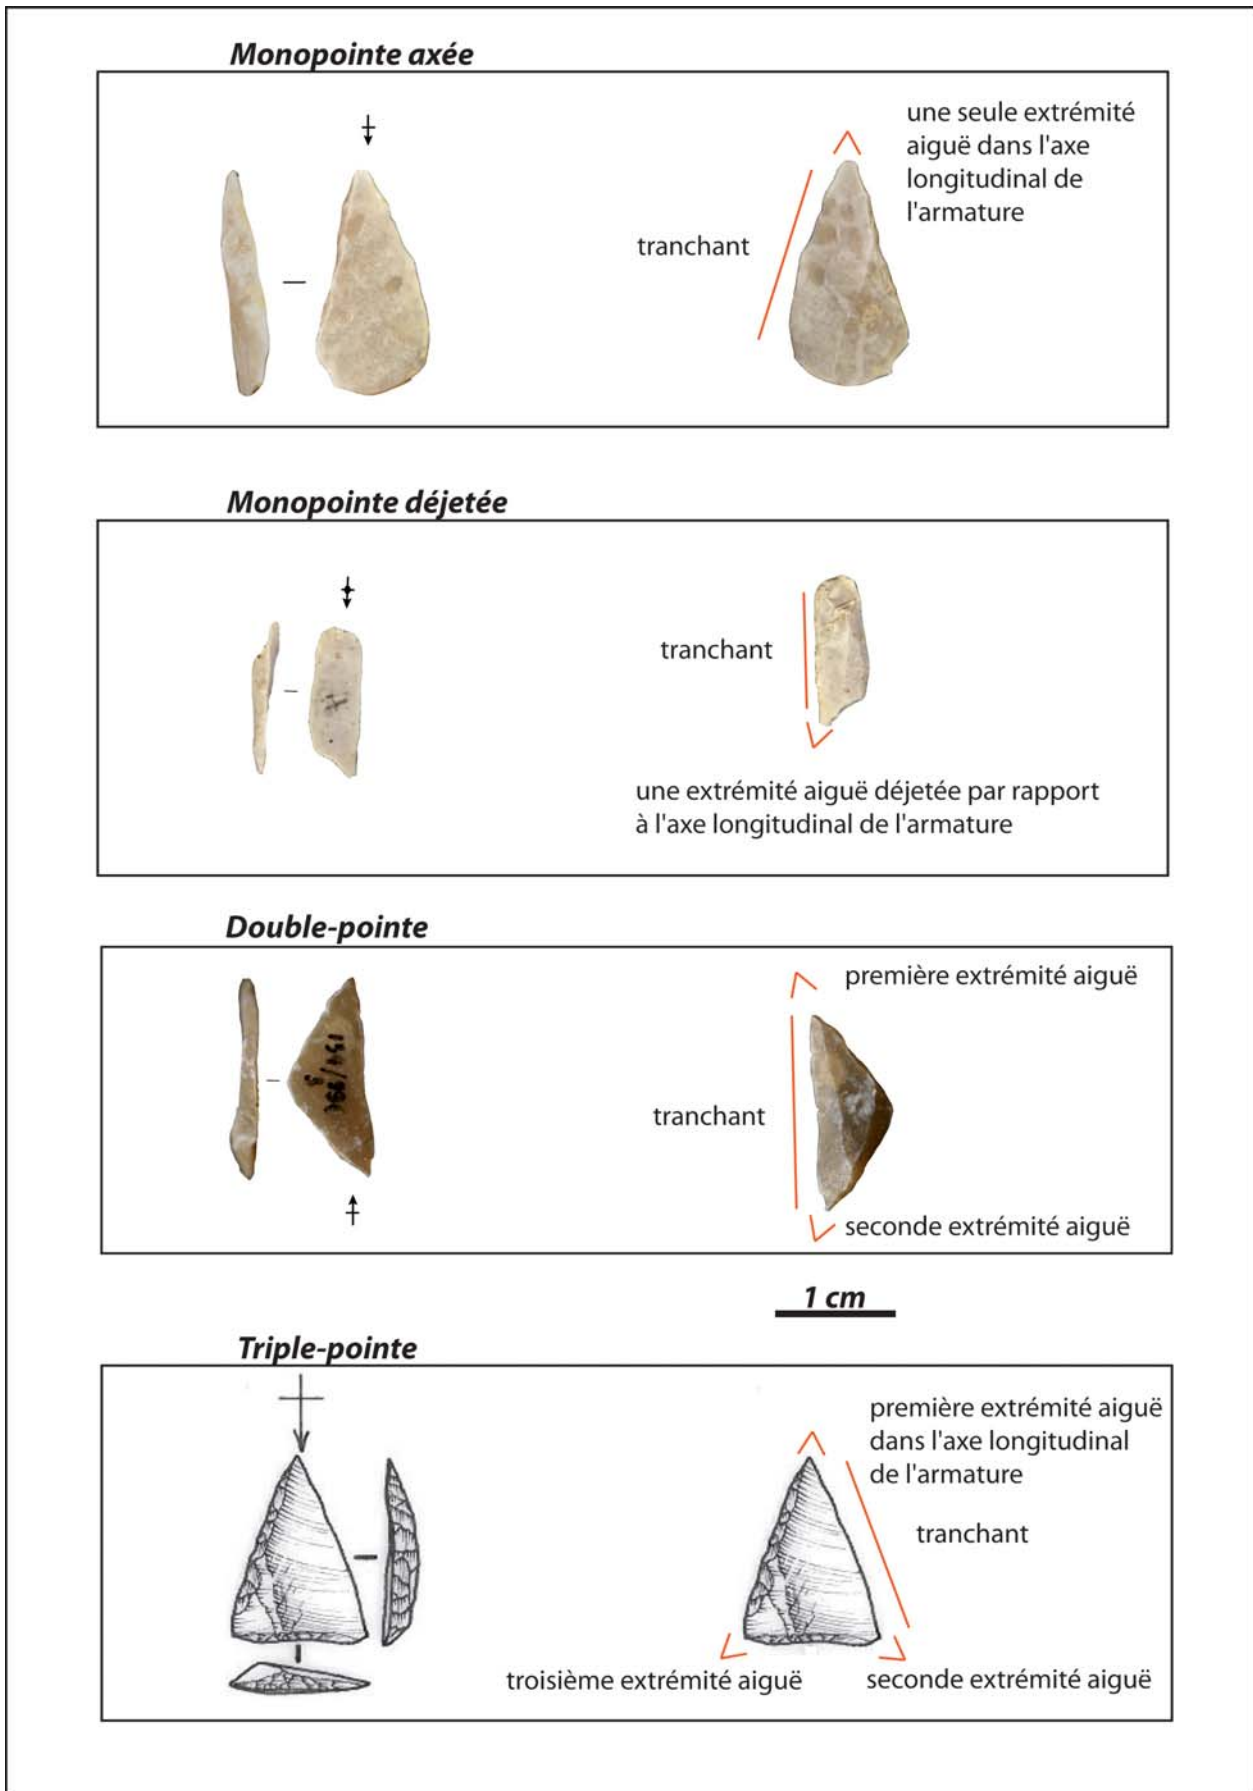 Monopointe axée
une seule extrémité
aiguë dans l'axe
longitudinal de
l'armature
tranchant
Monopointe déjetée
tranchant
une extrémité aiguë déjetée par rapport
à l'axe longitudinal de l'armature
Double-pointe
première extrémité aiguë
tranchant
seconde extrémité aiguë
1 cm
Triple-pointe
première extrémité aiguë
dans l'axe longitudinal
de l'armature
tranchant
troisième extrémité aiguë
seconde extrémité aiguë